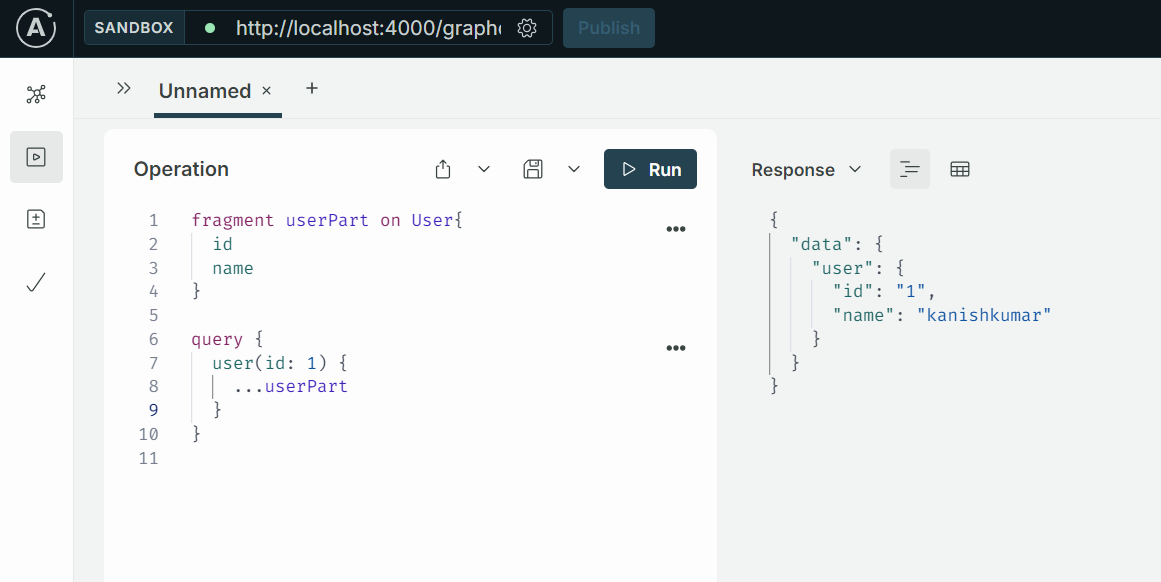 SANDBOX http://localhost:4000/graph Publish
Unnamed × +
Operation Run
1 fragment userPart on User{
2 id
3 name
4 }
5
6 query {
7 user(id: 1) {
8 ...userPart
9 }
10 }
11
Response
{
"data": {
"user": {
"id": "1",
"name": "kanishkumar"
}
}
}